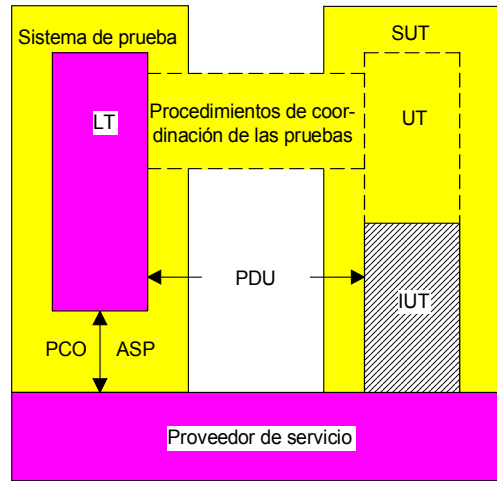 Sistema de prueba
SUT
LT
Procedimientos de coor-
dinación de las pruebas
UT
PDU
IUT
PCO
ASP
Proveedor de servicio